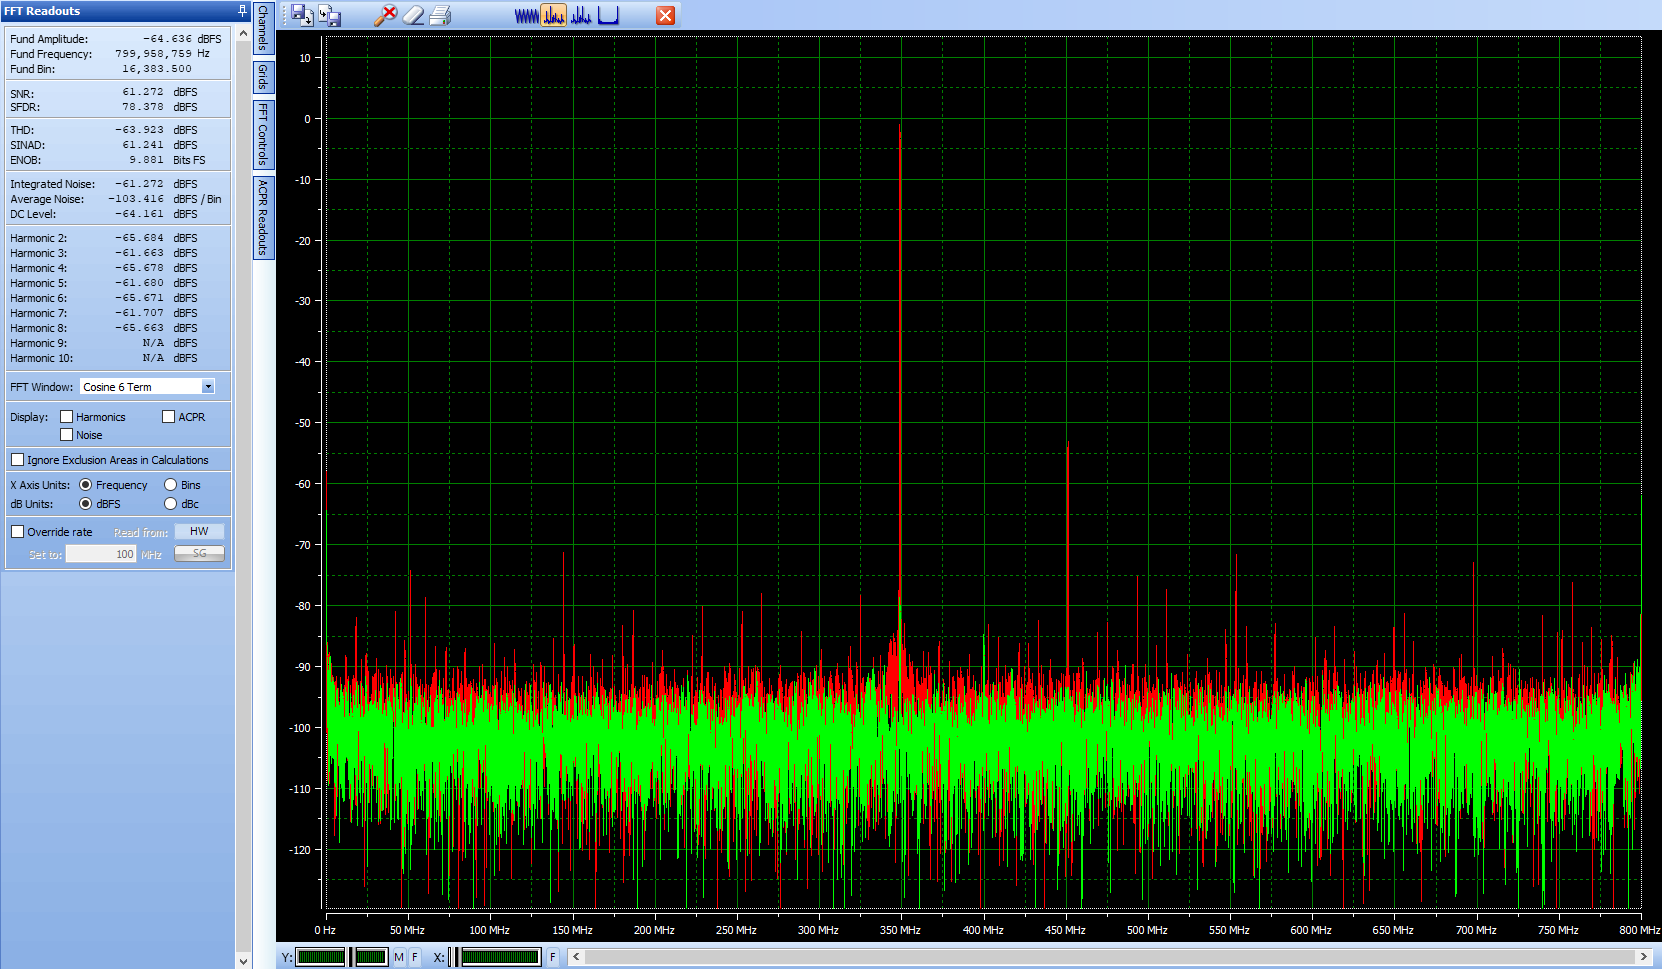 FFT Readouts
Fund Amplitude: -64.636 dBFS
Fund Frequency: 799,958,759 Hz
Fund Bin: 16,383.500
SNR: 61.272 dBFS
SFDR: 78.378 dBFS
THD: -63.923 dBFS
SINAD: 61.241 dBFS
ENOB: 9.881 Bits FS
Integrated Noise: -61.272 dBFS
Average Noise: -103.416 dBFS / Bin
DC Level: -64.161 dBFS
Harmonic 2: -65.684 dBFS
Harmonic 3: -61.663 dBFS
Harmonic 4: -65.678 dBFS
Harmonic 5: -61.680 dBFS
Harmonic 6: -65.671 dBFS
Harmonic 7: -61.707 dBFS
Harmonic 8: -65.663 dBFS
Harmonic 9: N/A dBFS
Harmonic 10: N/A dBFS
FFT Window: Cosine 6 Term
Display: Harmonics ACPR
Noise
Ignore Exclusion Areas in Calculations
X Axis Units: Frequency Bins
dB Units: dBFS dBc
Override rate Read from: HW
Set to: 100 MHz SG
Channels
Grids
FFT Controls
ACPR Readouts
10
0
-10
-20
-30
-40
-50
-60
-70
-80
-90
-100
-110
-120
0 Hz 50 MHz 100 MHz 150 MHz 200 MHz 250 MHz 300 MHz 350 MHz 400 MHz 450 MHz 500 MHz 550 MHz 600 MHz 650 MHz 700 MHz 750 MHz 800 MHz
Y: M F X: F